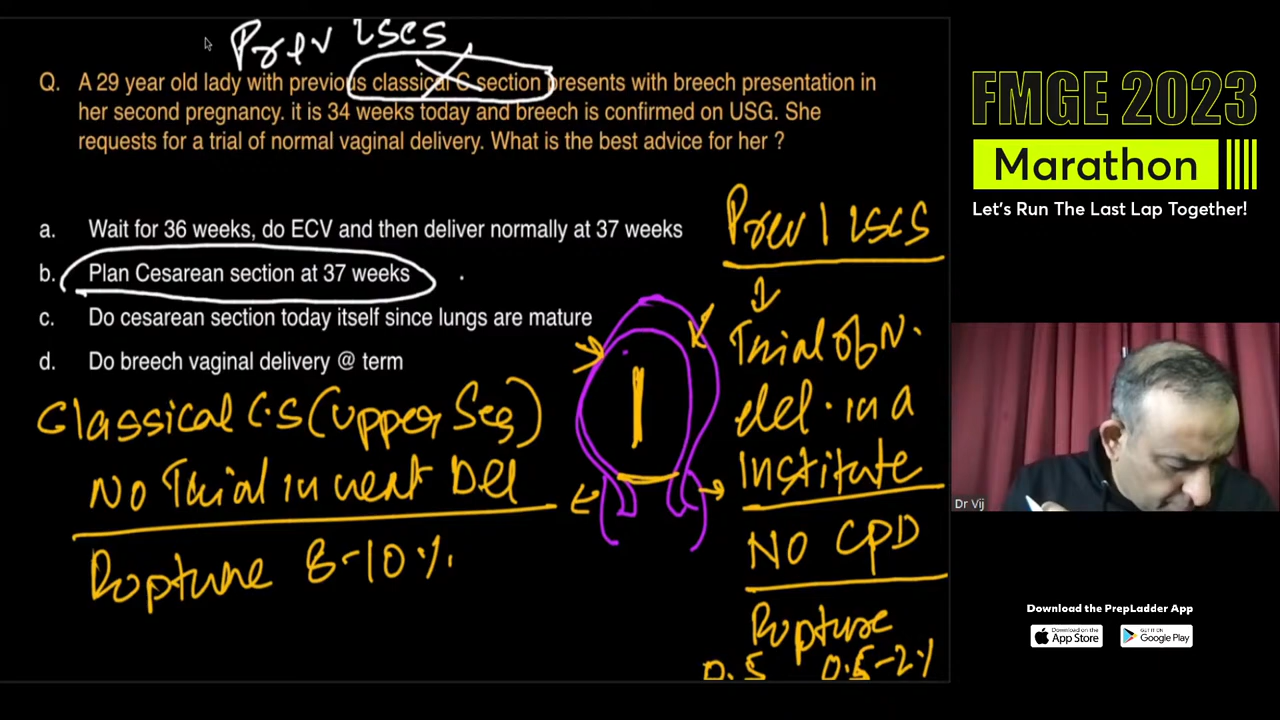 Prev LSCS
Q. A 29 year old lady with previous classical C section presents with breech presentation in
her second pregnancy. it is 34 weeks today and breech is confirmed on USG. She
requests for a trial of normal vaginal delivery. What is the best advice for her ?
a. Wait for 36 weeks, do ECV and then deliver normally at 37 weeks
b. Plan Cesarean section at 37 weeks
c. Do cesarean section today itself since lungs are mature
d. Do breech vaginal delivery @ term
Classical C.S (Upper Seg)
No Trial in next Del
Rupture 8-10%
Prev 1 LSCS
Trial of N.
del. in a
Institute
NO CPD
Rupture
0.5 0.5-2%
FMGE 2023
Marathon
Let's Run The Last Lap Together!
Dr Vij
Download the PrepLadder App
Download on the
App Store
GET IT ON
Google Play